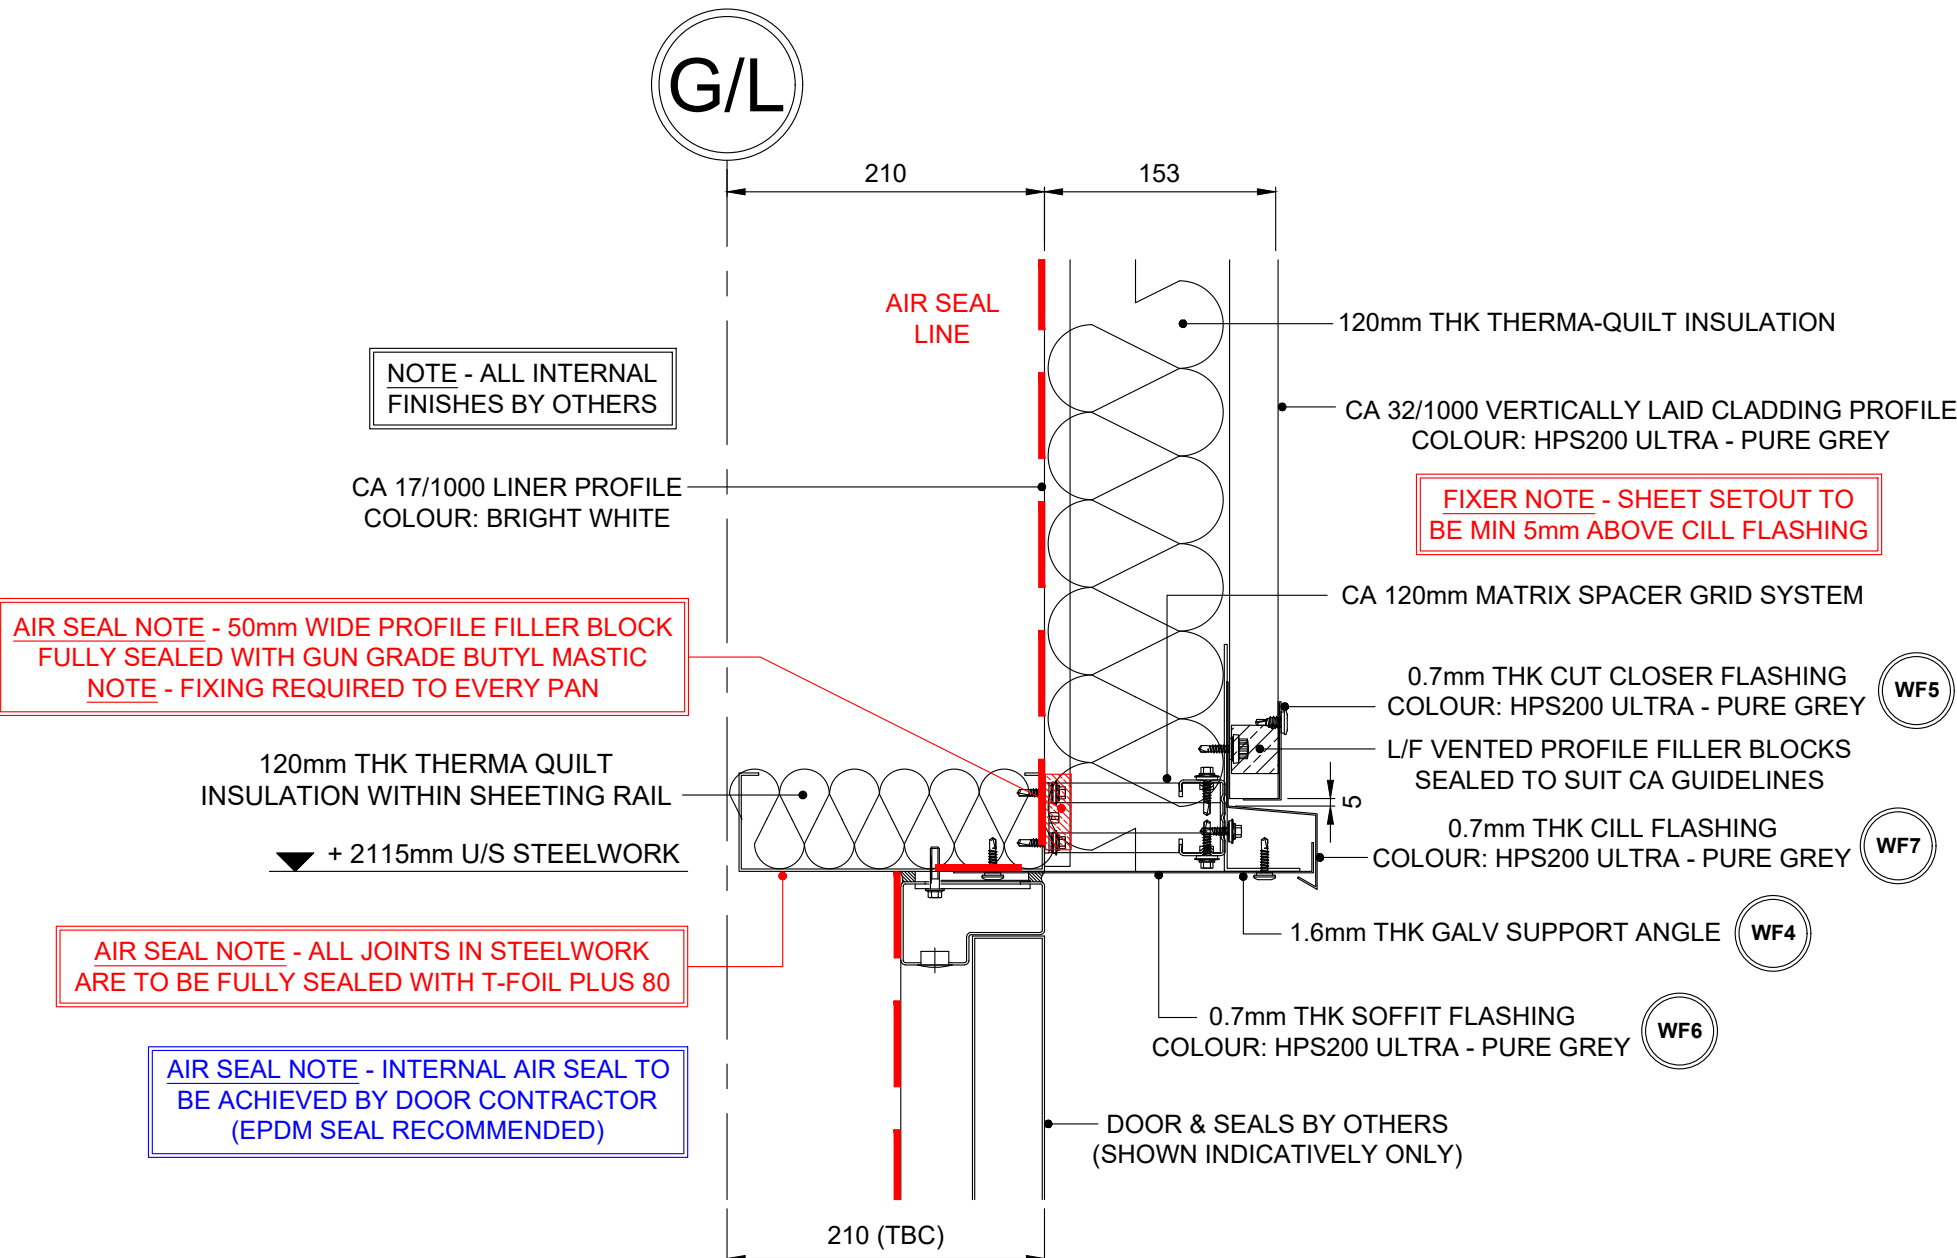 G/L
210
153
AIR SEAL
LINE
NOTE - ALL INTERNAL
FINISHES BY OTHERS
CA 17/1000 LINER PROFILE
COLOUR: BRIGHT WHITE
AIR SEAL NOTE - 50mm WIDE PROFILE FILLER BLOCK
FULLY SEALED WITH GUN GRADE BUTYL MASTIC
NOTE - FIXING REQUIRED TO EVERY PAN
120mm THK THERMA QUILT
INSULATION WITHIN SHEETING RAIL
+ 2115mm U/S STEELWORK
AIR SEAL NOTE - ALL JOINTS IN STEELWORK
ARE TO BE FULLY SEALED WITH T-FOIL PLUS 80
AIR SEAL NOTE - INTERNAL AIR SEAL TO
BE ACHIEVED BY DOOR CONTRACTOR
(EPDM SEAL RECOMMENDED)
120mm THK THERMA-QUILT INSULATION
CA 32/1000 VERTICALLY LAID CLADDING PROFILE
COLOUR: HPS200 ULTRA - PURE GREY
FIXER NOTE - SHEET SETOUT TO
BE MIN 5mm ABOVE CILL FLASHING
CA 120mm MATRIX SPACER GRID SYSTEM
0.7mm THK CUT CLOSER FLASHING
COLOUR: HPS200 ULTRA - PURE GREY
WF5
L/F VENTED PROFILE FILLER BLOCKS
SEALED TO SUIT CA GUIDELINES
5
0.7mm THK CILL FLASHING
COLOUR: HPS200 ULTRA - PURE GREY
WF7
1.6mm THK GALV SUPPORT ANGLE
WF4
0.7mm THK SOFFIT FLASHING
COLOUR: HPS200 ULTRA - PURE GREY
WF6
DOOR & SEALS BY OTHERS
(SHOWN INDICATIVELY ONLY)
210 (TBC)